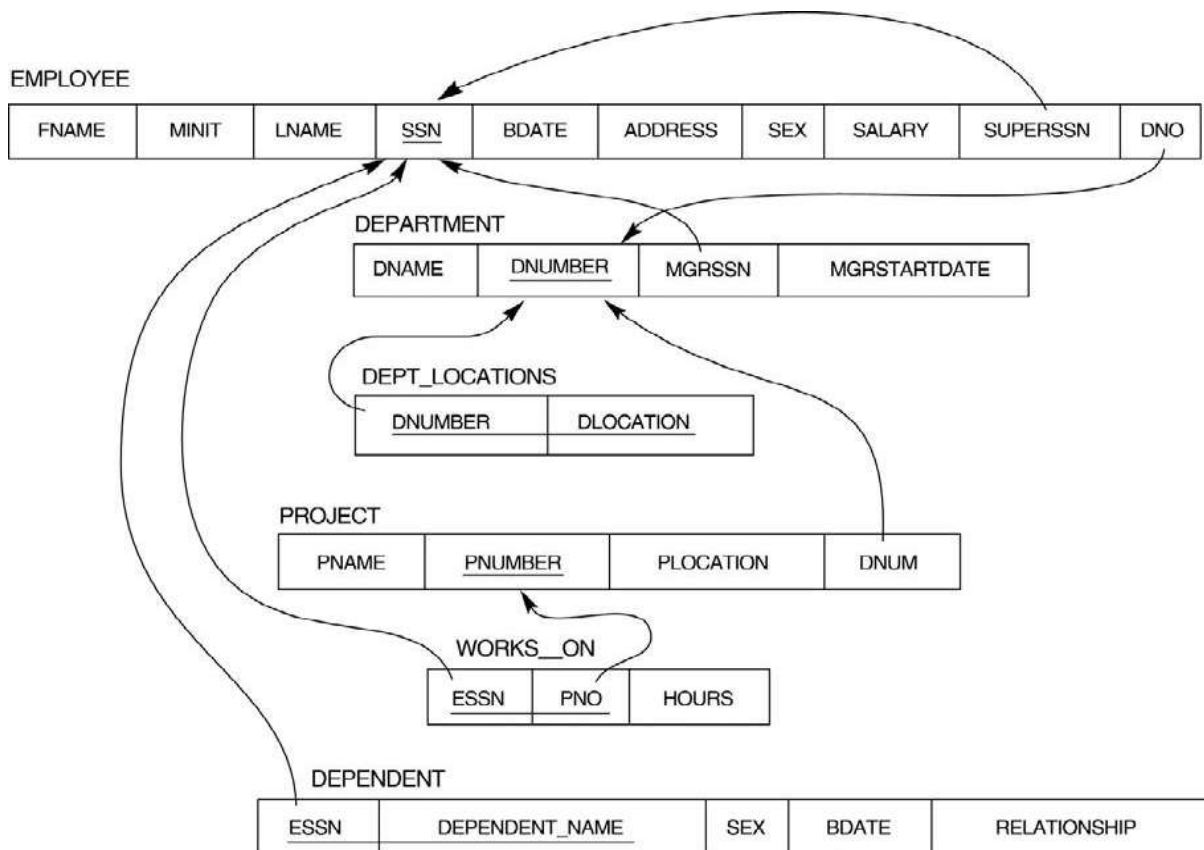 EMPLOYEE
FNAME MINIT LNAME SSN BDATE ADDRESS SEX SALARY SUPERSSN DNO
DEPARTMENT
DNAME DNUMBER MGRSSN MGRSTARTDATE
DEPT_LOCATIONS
DNUMBER DLOCATION
PROJECT
PNAME PNUMBER PLOCATION DNUM
WORKS__ON
ESSN PNO HOURS
DEPENDENT
ESSN DEPENDENT_NAME SEX BDATE RELATIONSHIP